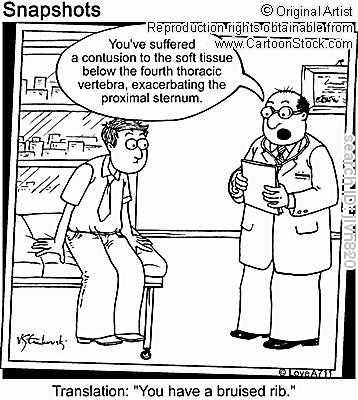 Snapshots
© Original Artist
Reproduction rights obtainable from
www.CartoonStock.com
You've suffered
a contusion to the soft tissue
below the fourth thoracic
vertebra, exacerbating the
proximal sternum.
© Love
Translation: "You have a bruised rib."